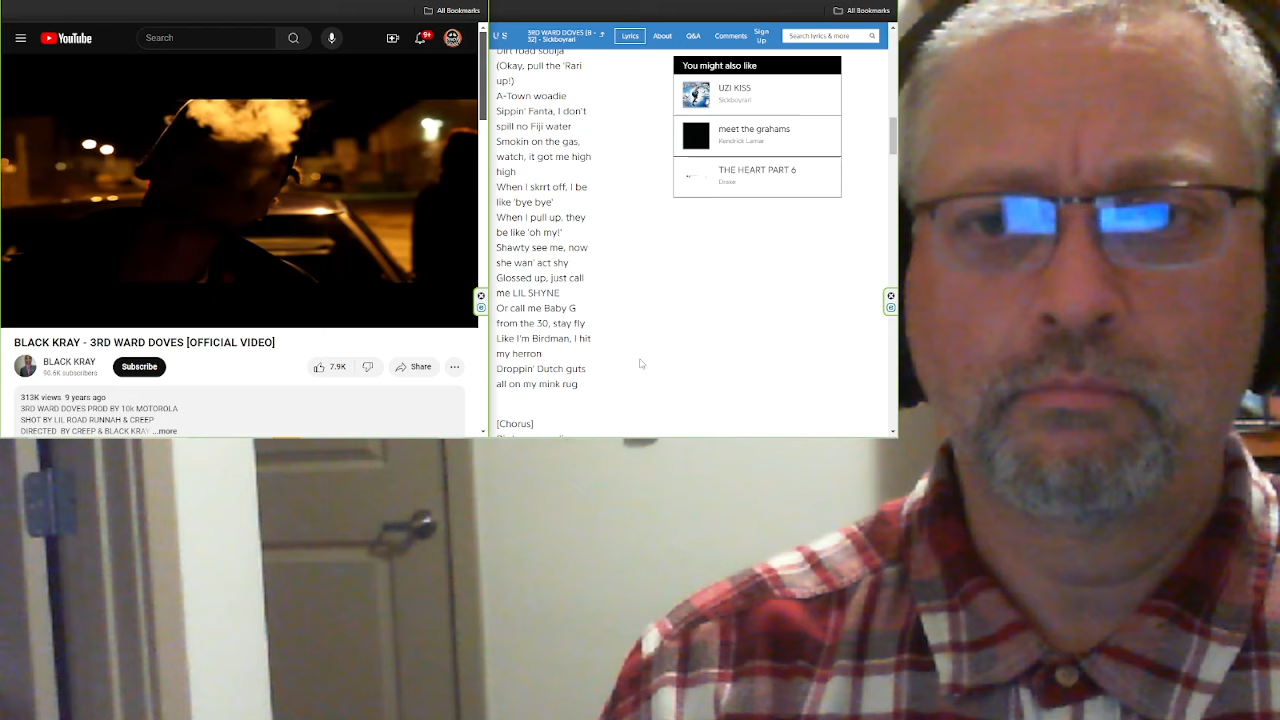 All Bookmarks
YouTube
Search
9+
BLACK KRAY - 3RD WARD DOVES [OFFICIAL VIDEO]
BLACK KRAY
90.6K subscribers
Subscribe
7.9K
Share
313K views 9 years ago
3RD WARD DOVES PROD BY 10k MOTOROLA
SHOT BY LIL ROAD RUNNAH & CREEP
DIRECTED BY CREEP & BLACK KRAY ...more
All Bookmarks
U S
3RD WARD DOVES [B -
32] - Sickboyrari
Lyrics
About
Q&A
Comments
Sign
Up
Search lyrics & more
Dirt road soulja
(Okay, pull the 'Rari
up!)
A-Town woadie
Sippin' Fanta, I don't
spill no Fiji water
Smokin on the gas,
watch, it got me high
high
When I skrrt off, I be
like 'bye bye'
When I pull up, they
be like 'oh my!'
Shawty see me, now
she wan' act shy
Glossed up, just call
me LIL SHYNE
Or call me Baby G
from the 30, stay fly
Like I'm Birdman, I hit
my herron
Droppin' Dutch guts
all on my mink rug
[Chorus]
You might also like
UZI KISS
Sickboyrari
meet the grahams
Kendrick Lamar
THE HEART PART 6
Drake